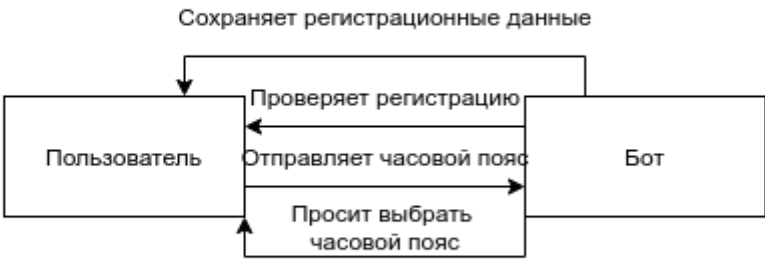 Сохраняет регистрационные данные
Проверяет регистрацию
Пользователь
Отправляет часовой пояс
Бот
Просит выбрать
часовой пояс